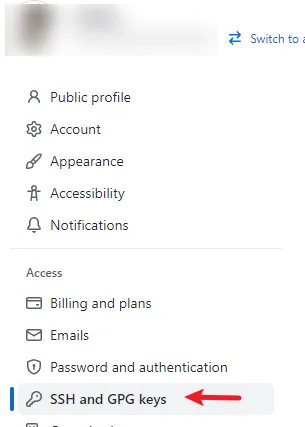 Switch to a
Public profile
Account
Appearance
Accessibility
Notifications
Access
Billing and plans
Emails
Password and authentication
SSH and GPG keys